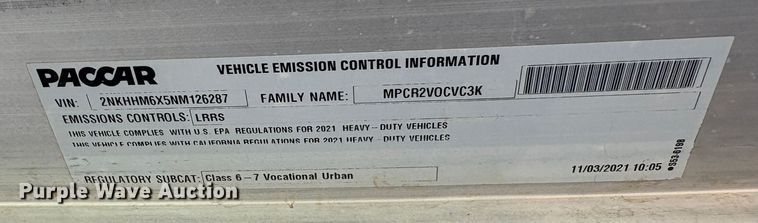 PACCAR
VEHICLE EMISSION CONTROL INFORMATION
VIN: 2NKHHM6X5NM126287 FAMILY NAME: MPCR2VOCVC3K
EMISSIONS CONTROLS: LRRS
THIS VEHICLE COMPLIES WITH U.S. EPA REGULATIONS FOR 2021 HEAVY-DUTY VEHICLES
THIS VEHICLE COMPLIES WITH CALIFORNIA REGULATIONS FOR 2021 HEAVY-DUTY VEHICLES
REGULATORY SUBCAT: Class 6-7 Vocational Urban
11/03/2021 10:05
S53-6198
Purple Wave Auction